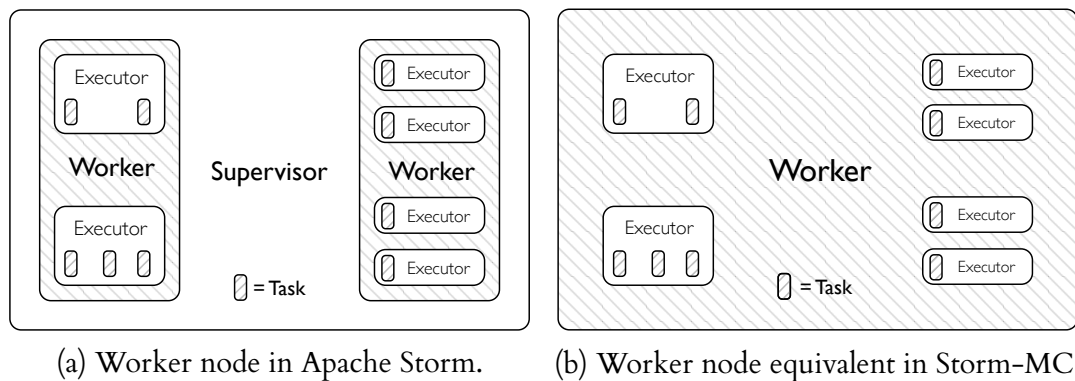 Executor
Executor
Executor
Worker
Supervisor
Worker
Executor
Executor
Executor
= Task
Executor
Executor
Executor
Executor
Worker
Executor
Executor
Executor
= Task
(a) Worker node in Apache Storm.
(b) Worker node equivalent in Storm-MC